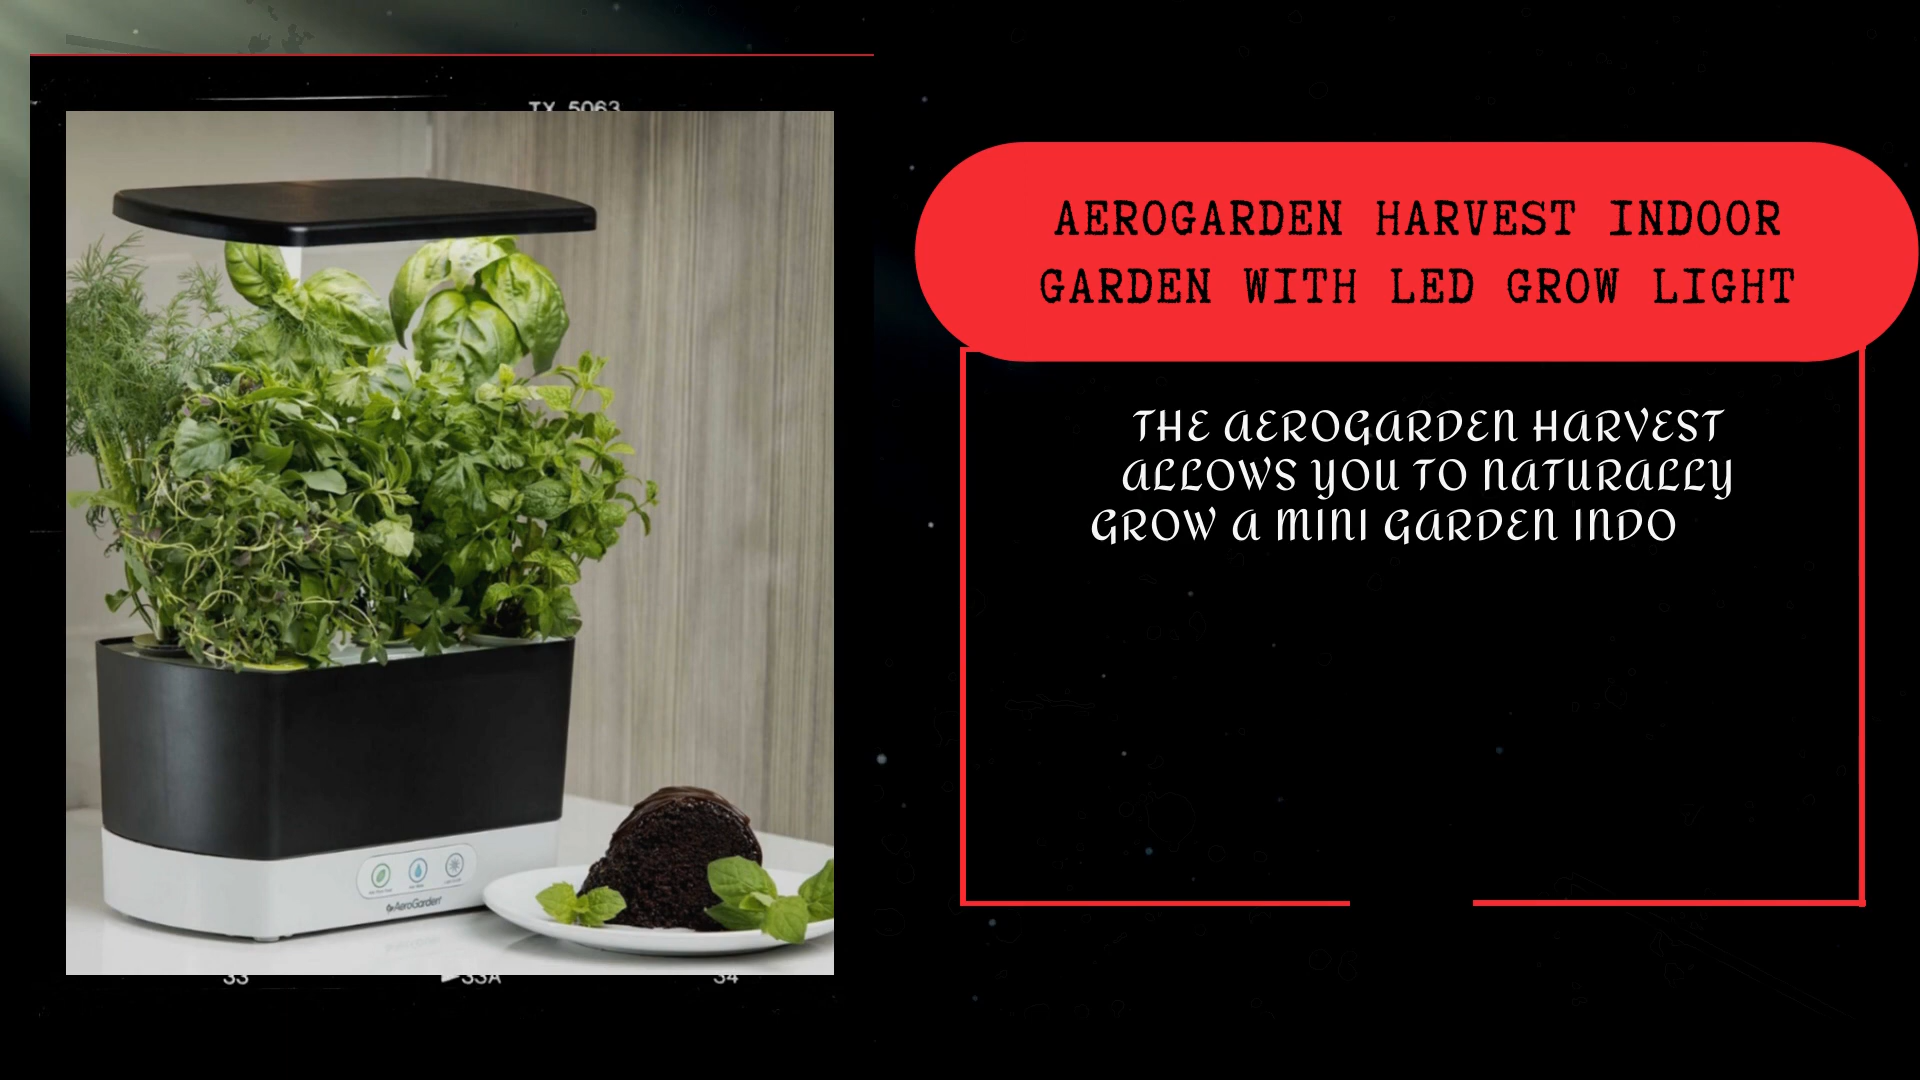 TX 5063
AEROGARDEN HARVEST INDOOR
GARDEN WITH LED GROW LIGHT
THE AEROGARDEN HARVEST
ALLOWS YOU TO NATURALLY
GROW A MINI GARDEN INDO
AeroGarden
33
33A
34